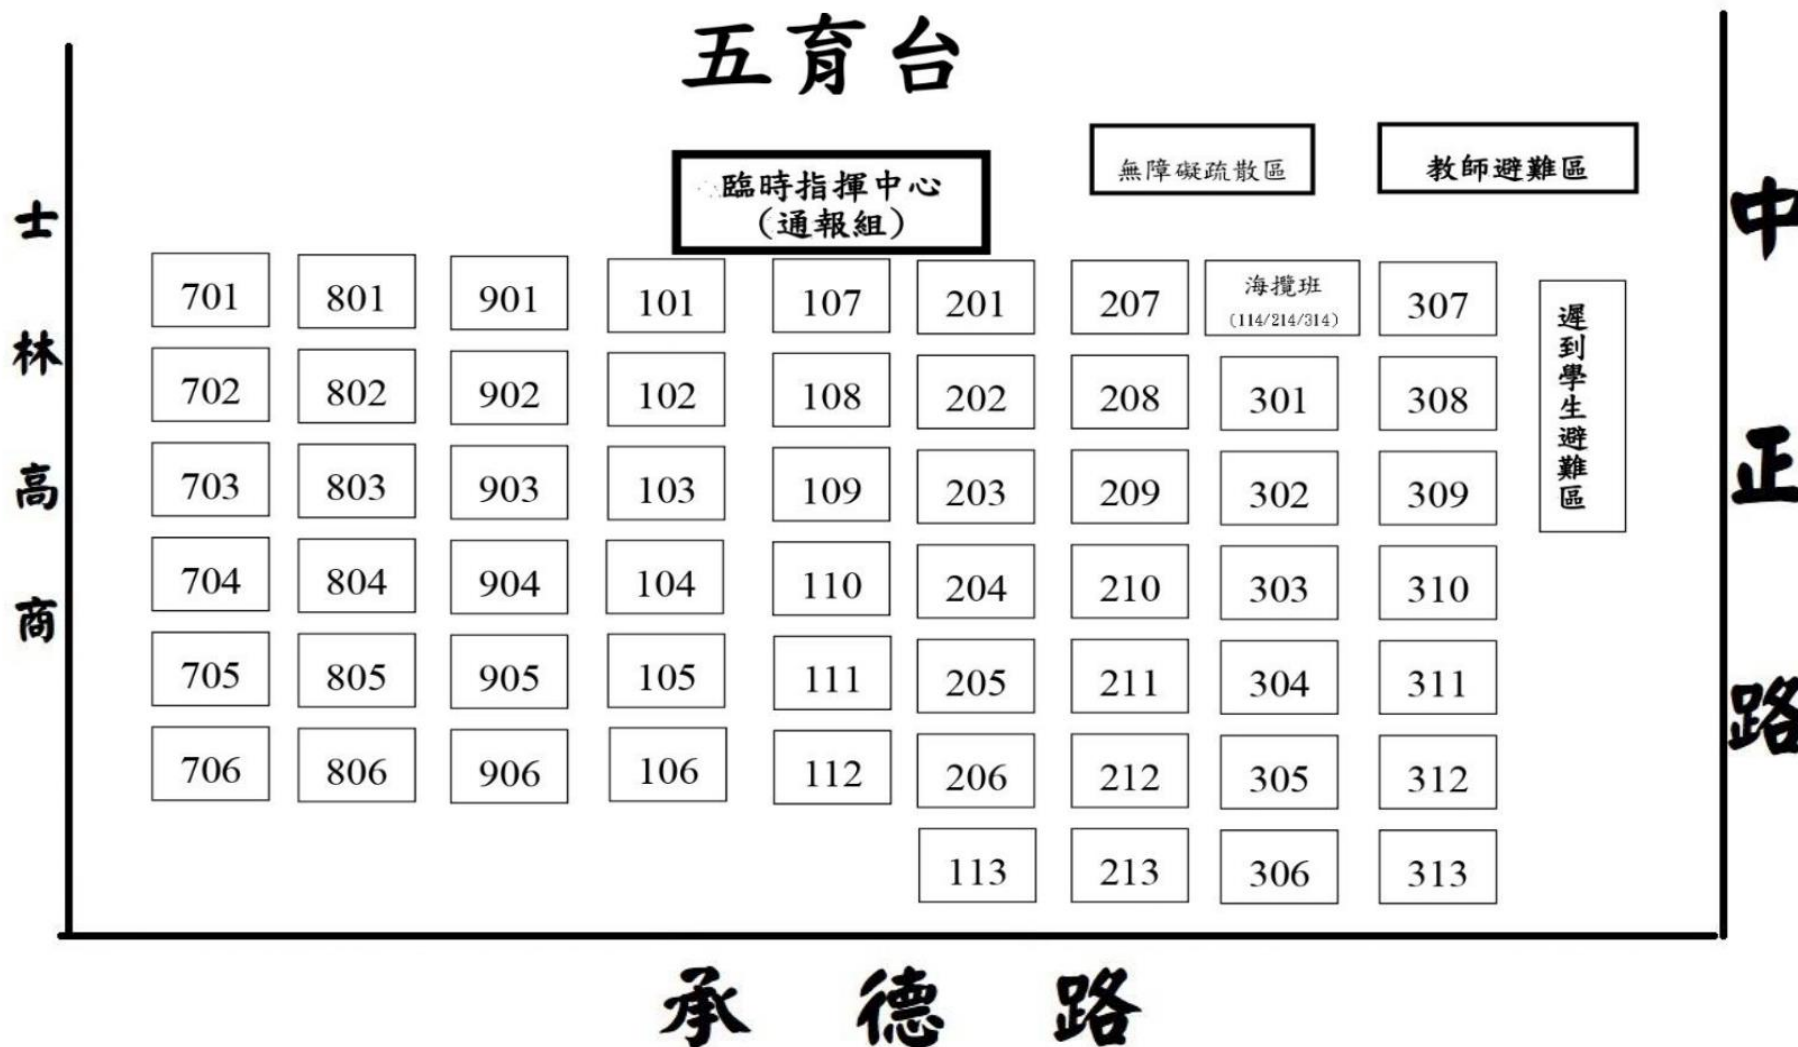 五育台
無障礙疏散區
教師避難區
臨時指揮中心
(通報組)
士林高商
中正路
701 801 901 101 107 201 207 海攬班 307
(114/214/314)
702 802 902 102 108 202 208 301 308
703 803 903 103 109 203 209 302 309
704 804 904 104 110 204 210 303 310
705 805 905 105 111 205 211 304 311
706 806 906 106 112 206 212 305 312
113 213 306 313
遲到學生避難區
承德路